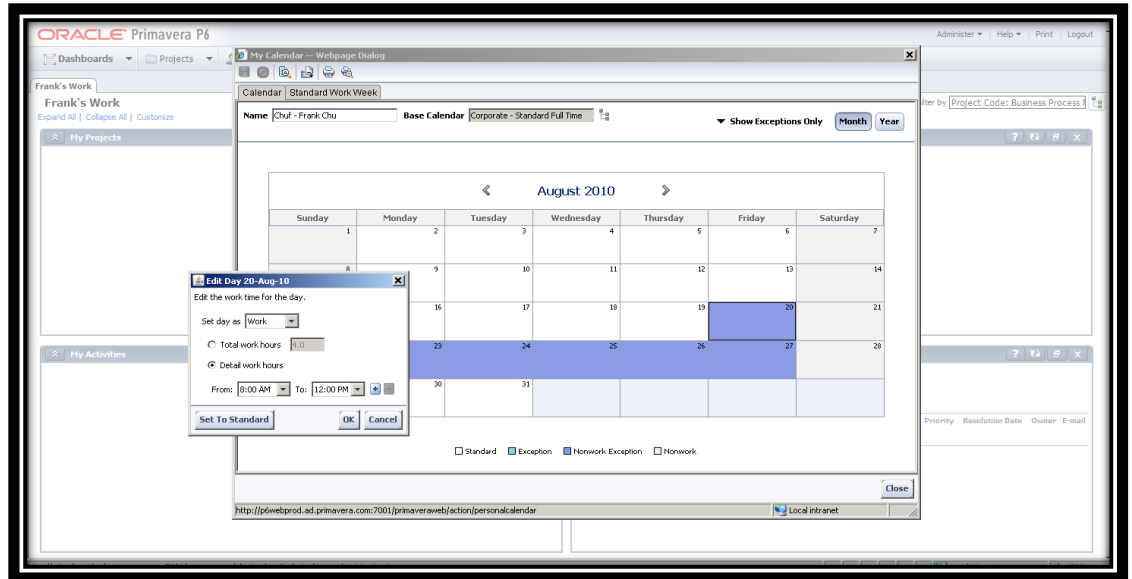 ORACLE Primavera P6
Administer | Help | Print | Logout
Dashboards Projects
My Calendar -- Webpage Dialog
Frank's Work
Frank's Work
Expand All | Collapse All | Customize
Project Code: Business Process
Calendar Standard Work Week
Name Chuf - Frank Chu Base Calendar Corporate - Standard Full Time Show Exceptions Only Month Year
My Projects
August 2010
Sunday Monday Tuesday Wednesday Thursday Friday Saturday
1 2 3 4 5 6 7
8 9 10 11 12 13 14
16 17 18 19 20 21
23 24 25 26 27 28
30 31
Edit Day 20-Aug-10
Edit the work time for the day.
Set day as Work
Total work hours 4.0
Detail work hours
From: 8:00 AM To: 12:00 PM
Set To Standard OK Cancel
My Activities
Priority Resolution Date Owner E-mail
Standard Exception Nonwork Exception Nonwork
Close
http://p6webprod.ad.primavera.com:7001/primaveraweb/action/personalcalendar Local intranet